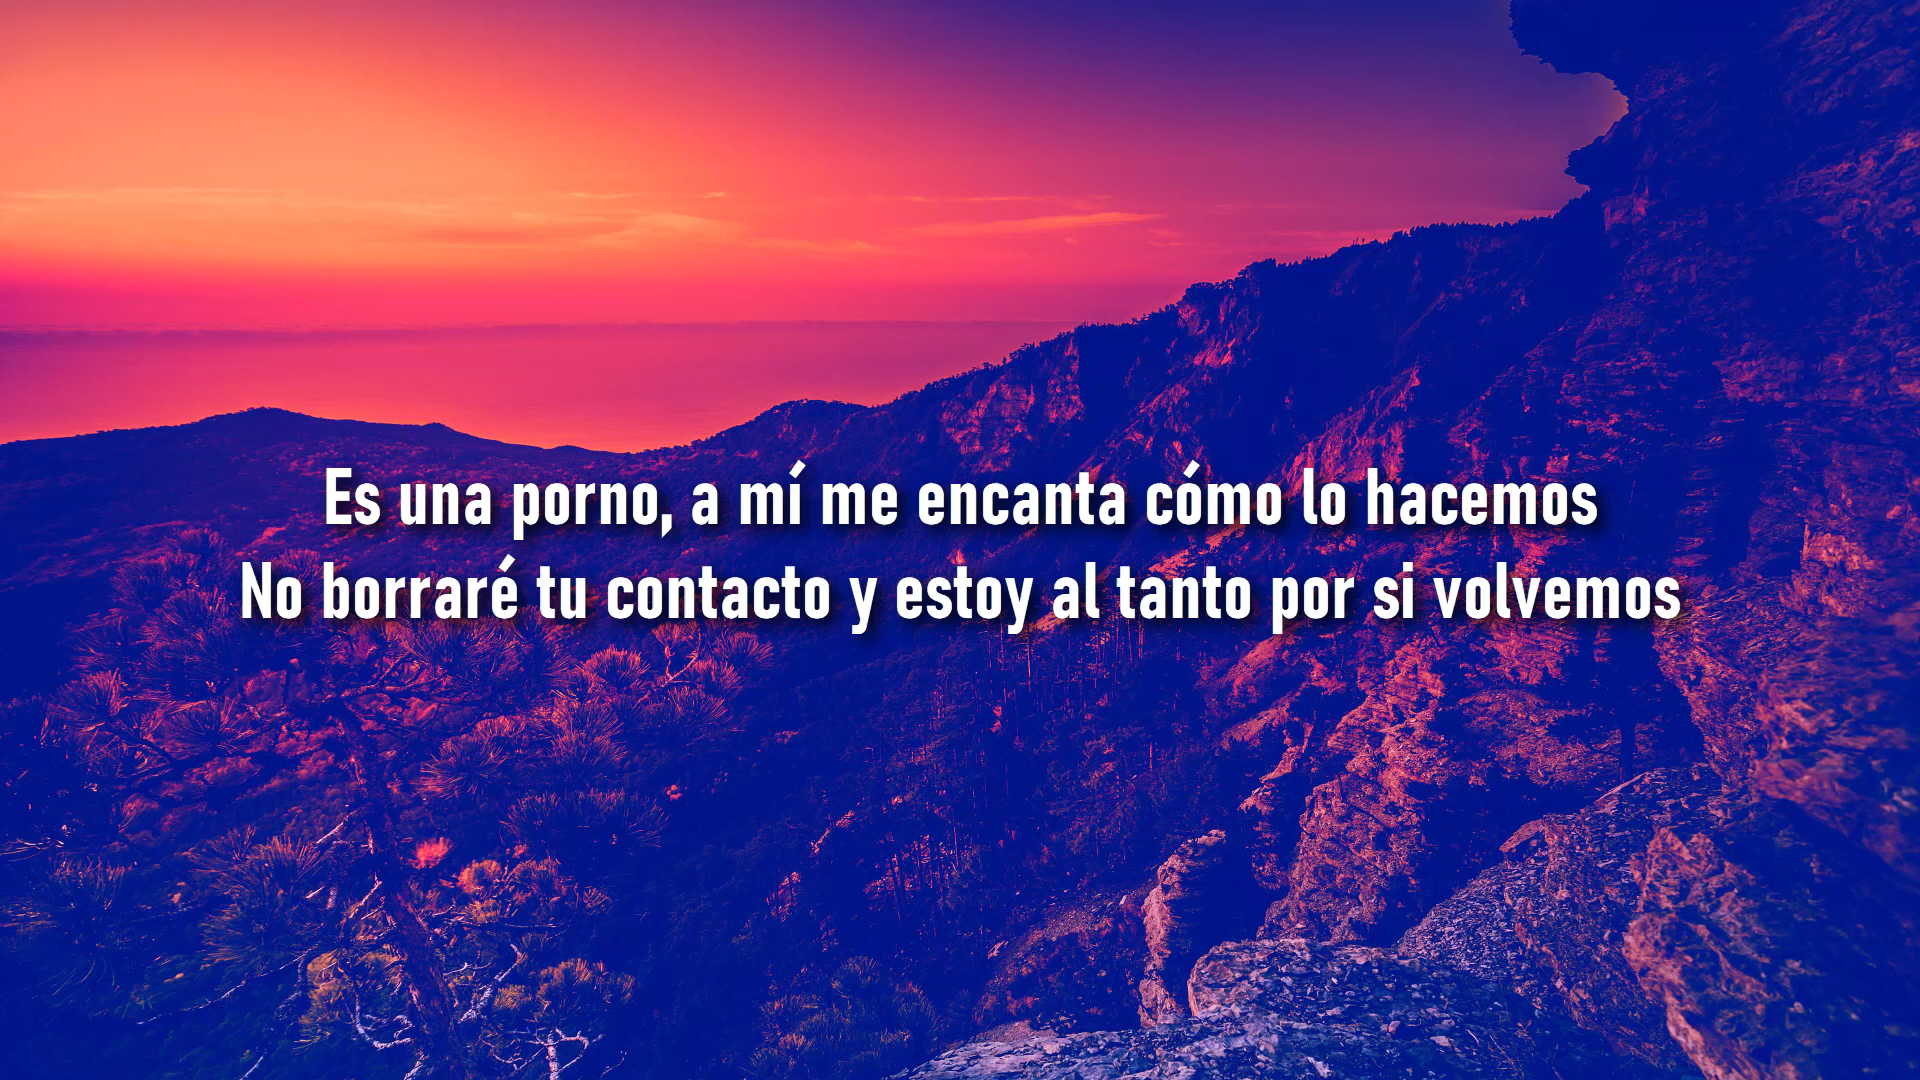 Es una porno, a mí me encanta cómo lo hacemos
No borraré tu contacto y estoy al tanto por si volvemos